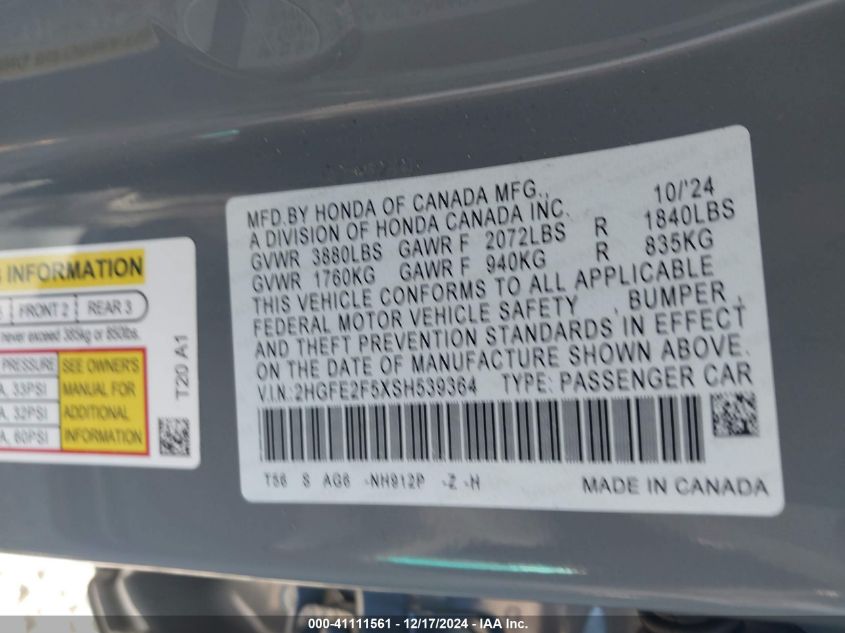 MFD.BY HONDA OF CANADA MFG., 10/'24
A DIVISION OF HONDA CANADA INC.
GVWR 3880LBS GAWR F 2072LBS R 1840LBS
GVWR 1760KG GAWR F 940KG R 835KG
THIS VEHICLE CONFORMS TO ALL APPLICABLE
FEDERAL MOTOR VEHICLE SAFETY , BUMPER ,
AND THEFT PREVENTION STANDARDS IN EFFECT
ON THE DATE OF MANUFACTURE SHOWN ABOVE.
V.I.N.:2HGFE2F5XSH539364 TYPE: PASSENGER CAR
T56 S AG6 -NH912P -Z -H
MADE IN CANADA
INFORMATION
FRONT 2 REAR 3
never exceed 385kg or 850lbs.
PRESSURE SEE OWNER'S
33PSI MANUAL FOR
32PSI ADDITIONAL
60PSI INFORMATION
T20 A1
000-41111561 - 12/17/2024 - IAA Inc.